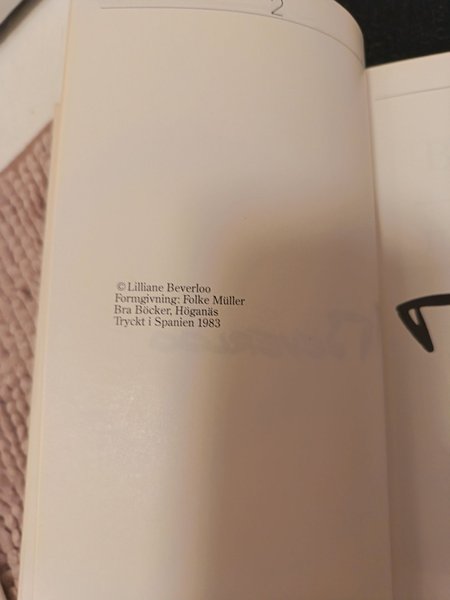 2
© Lilliane Beverloo
Formgivning: Folke Müller
Bra Böcker, Höganäs
Tryckt i Spanien 1983